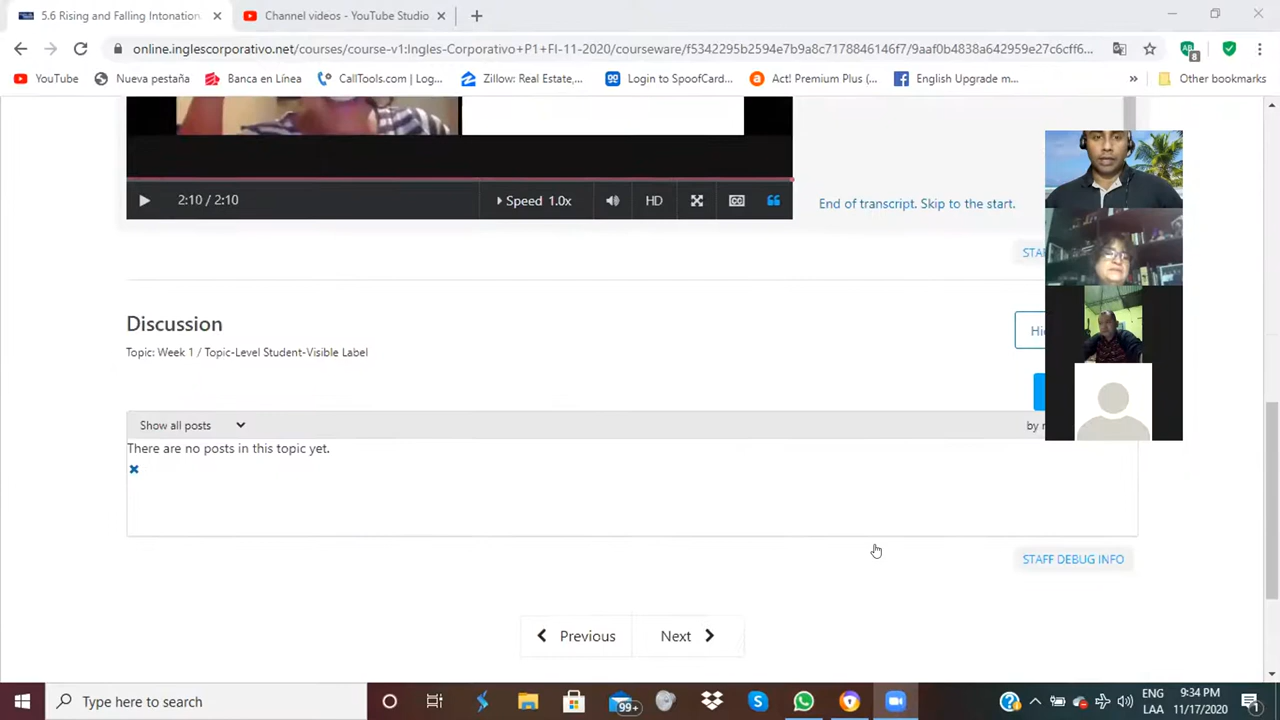 5.6 Rising and Falling Intonation
Channel videos - YouTube Studio
online.inglescorporativo.net/courses/course-v1:Ingles-Corporativo+P1+FI-11-2020/courseware/f5342295b2594e7b9a8c7178846146f7/9aaf0b4838a642959e27c6cff6...
8
YouTube
Nueva pestaña
Banca en Línea
CallTools.com | Log...
Zillow: Real Estate,...
Login to SpoofCard...
Act! Premium Plus (...
English Upgrade m...
»
Other bookmarks
2:10 / 2:10
Speed 1.0x
HD
End of transcript. Skip to the start.
Discussion
Topic: Week 1 / Topic-Level Student-Visible Label
Show all posts
There are no posts in this topic yet.
STAFF DEBUG INFO
Previous
Next
Type here to search
99+
ENG
LAA
9:34 PM
11/17/2020
1